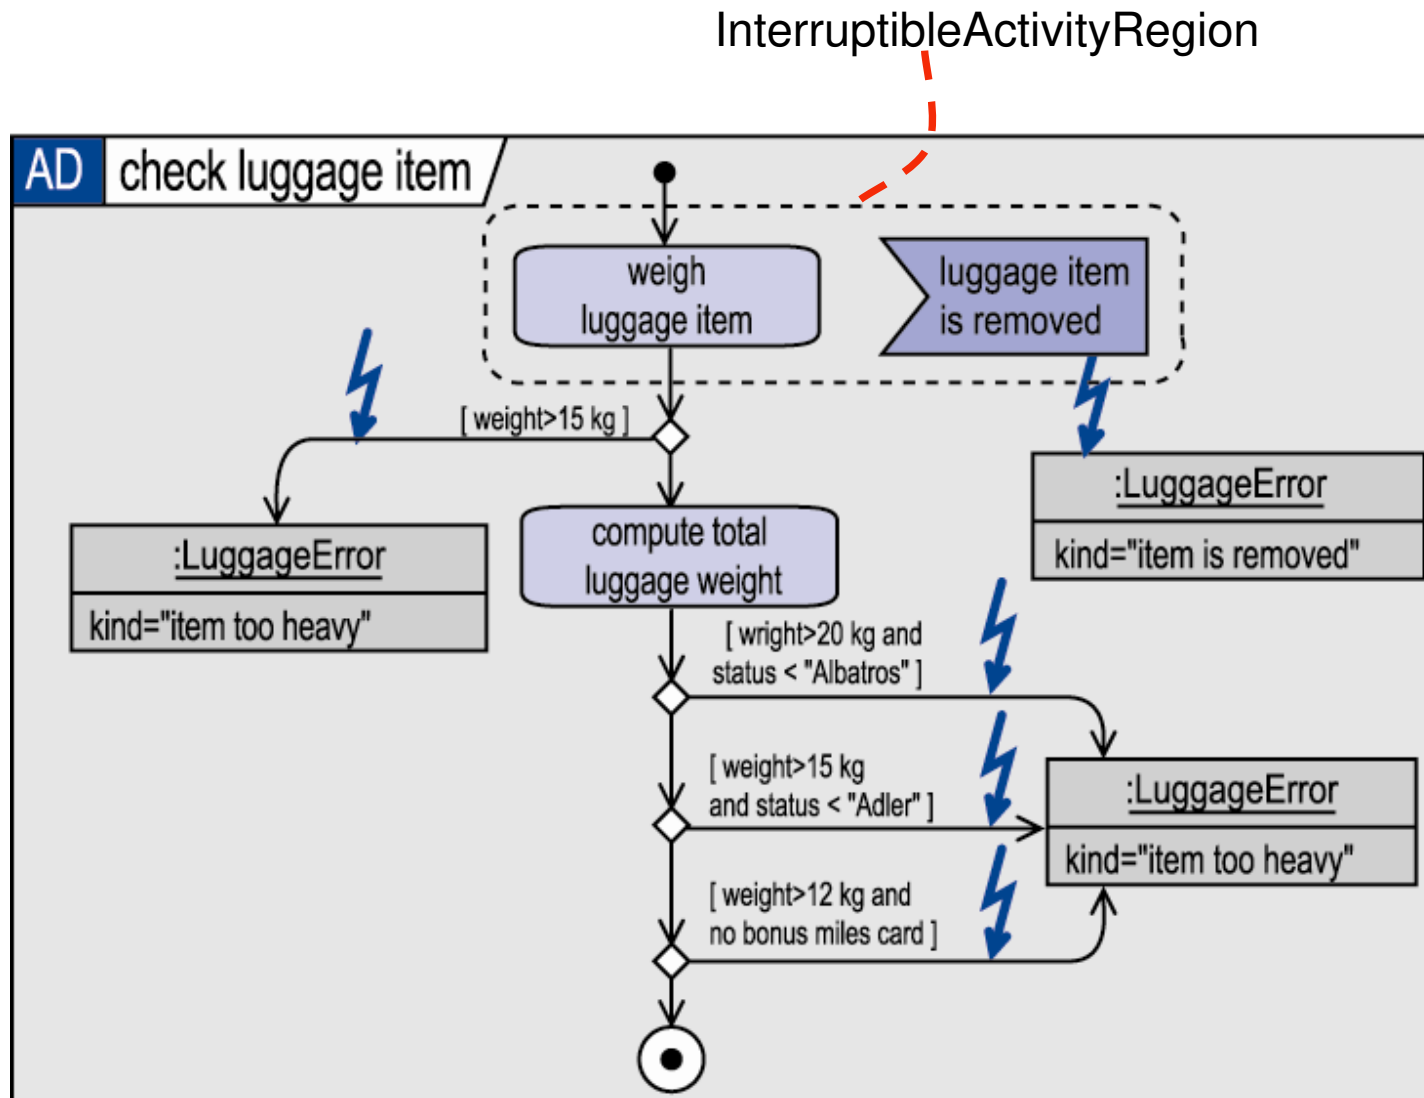 InterruptibleActivityRegion
AD check luggage item
weigh
luggage item
luggage item
is removed
[ weight>15 kg ]
:LuggageError
kind="item is removed"
:LuggageError
kind="item too heavy"
compute total
luggage weight
[ wright>20 kg and
status < "Albatros" ]
[ weight>15 kg
and status < "Adler" ]
:LuggageError
kind="item too heavy"
[ weight>12 kg and
no bonus miles card ]